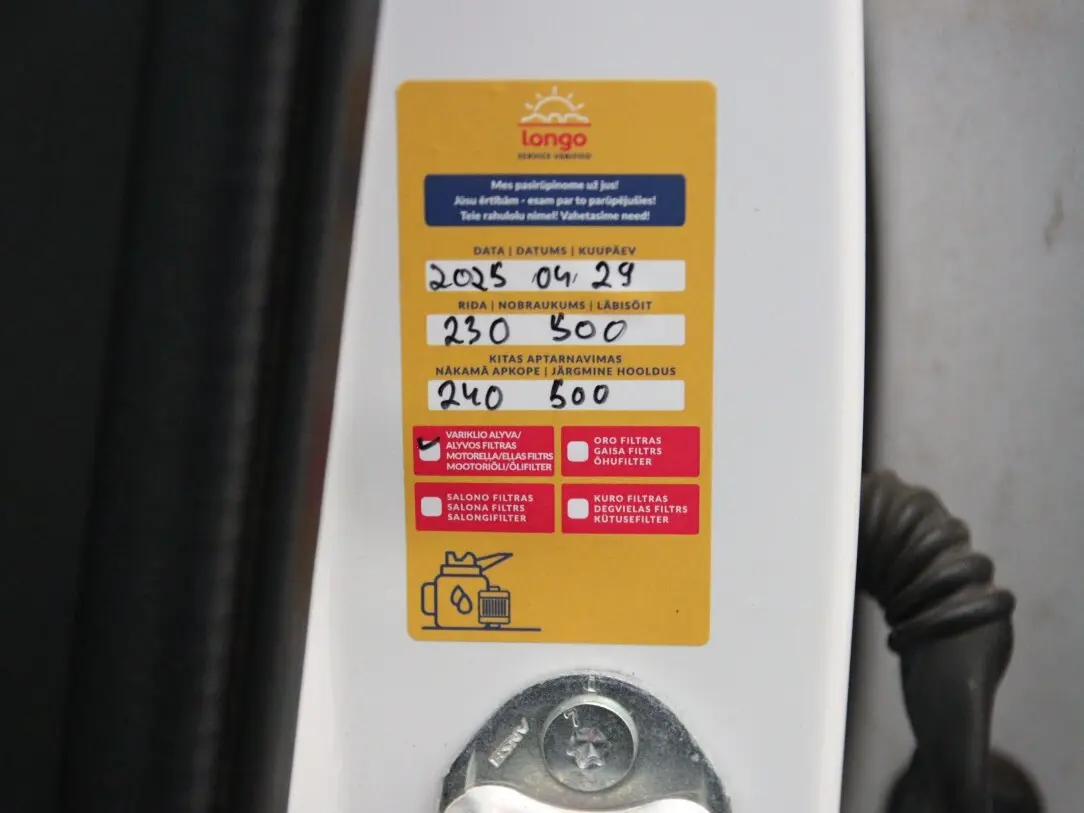 longo
SERVICE VERIFIED
Mes pasirūpinome už jus!
Jūsu ērtībām - esam par to parūpējušies!
Teie rahulolu nimel! Vahetasime need!
DATA | DATUMS | KUUPÄEV
2025 04 29
RIDA | NOBRAUKUMS | LÄBISÕIT
230 500
KITAS APTARNAVIMAS
NĀKAMĀ APKOPE | JÄRGMINE HOOLDUS
240 500
VARIKLIO ALYVA/
ALYVOS FILTRAS
MOTOREĻĻA/EĻĻAS FILTRS
MOOTORIÕLI/ÕLIFILTER
ORO FILTRAS
GAISA FILTRS
ÕHUFILTER
SALONO FILTRAS
SALONA FILTRS
SALONGIFILTER
KURO FILTRAS
DEGVIELAS FILTRS
KÜTUSEFILTER